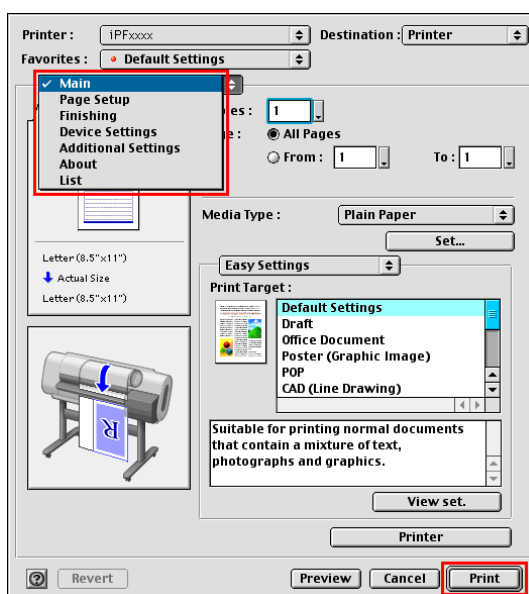 Printer : iPFxxxx Destination : Printer
Favorites : Default Settings
Main
Page Setup
Finishing
Device Settings
Additional Settings
About
List
es : 1
e : All Pages
From : 1 To : 1
Media Type : Plain Paper
Set...
Letter (8.5"x11")
Actual Size
Letter (8.5"x11")
Easy Settings
Print Target :
Default Settings
Draft
Office Document
Poster (Graphic Image)
POP
CAD (Line Drawing)
R
Suitable for printing normal documents
that contain a mixture of text,
photographs and graphics.
View set.
Printer
? Revert Preview Cancel Print